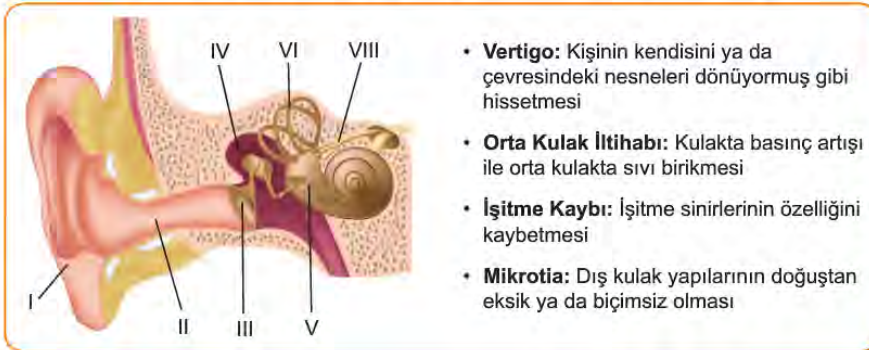 IV VI VIII
I II III V
• Vertigo: Kişinin kendisini ya da
çevresindeki nesneleri dönüyormuş gibi
hissetmesi
• Orta Kulak İltihabı: Kulakta basınç artışı
ile orta kulakta sıvı birikmesi
• İşitme Kaybı: İşitme sinirlerinin özelliğini
kaybetmesi
• Mikrotia: Dış kulak yapılarının doğuştan
eksik ya da biçimsiz olması